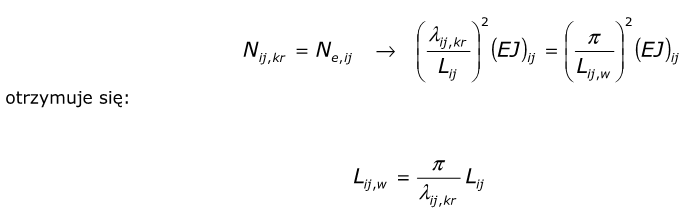 N_{ij,kr} = N_{e,ij} → (λ_{ij,kr} / L_{ij})^2 (EJ)_{ij} = (π / L_{ij,w})^2 (EJ)_{ij}
otrzymuje się:
L_{ij,w} = π / λ_{ij,kr} L_{ij}